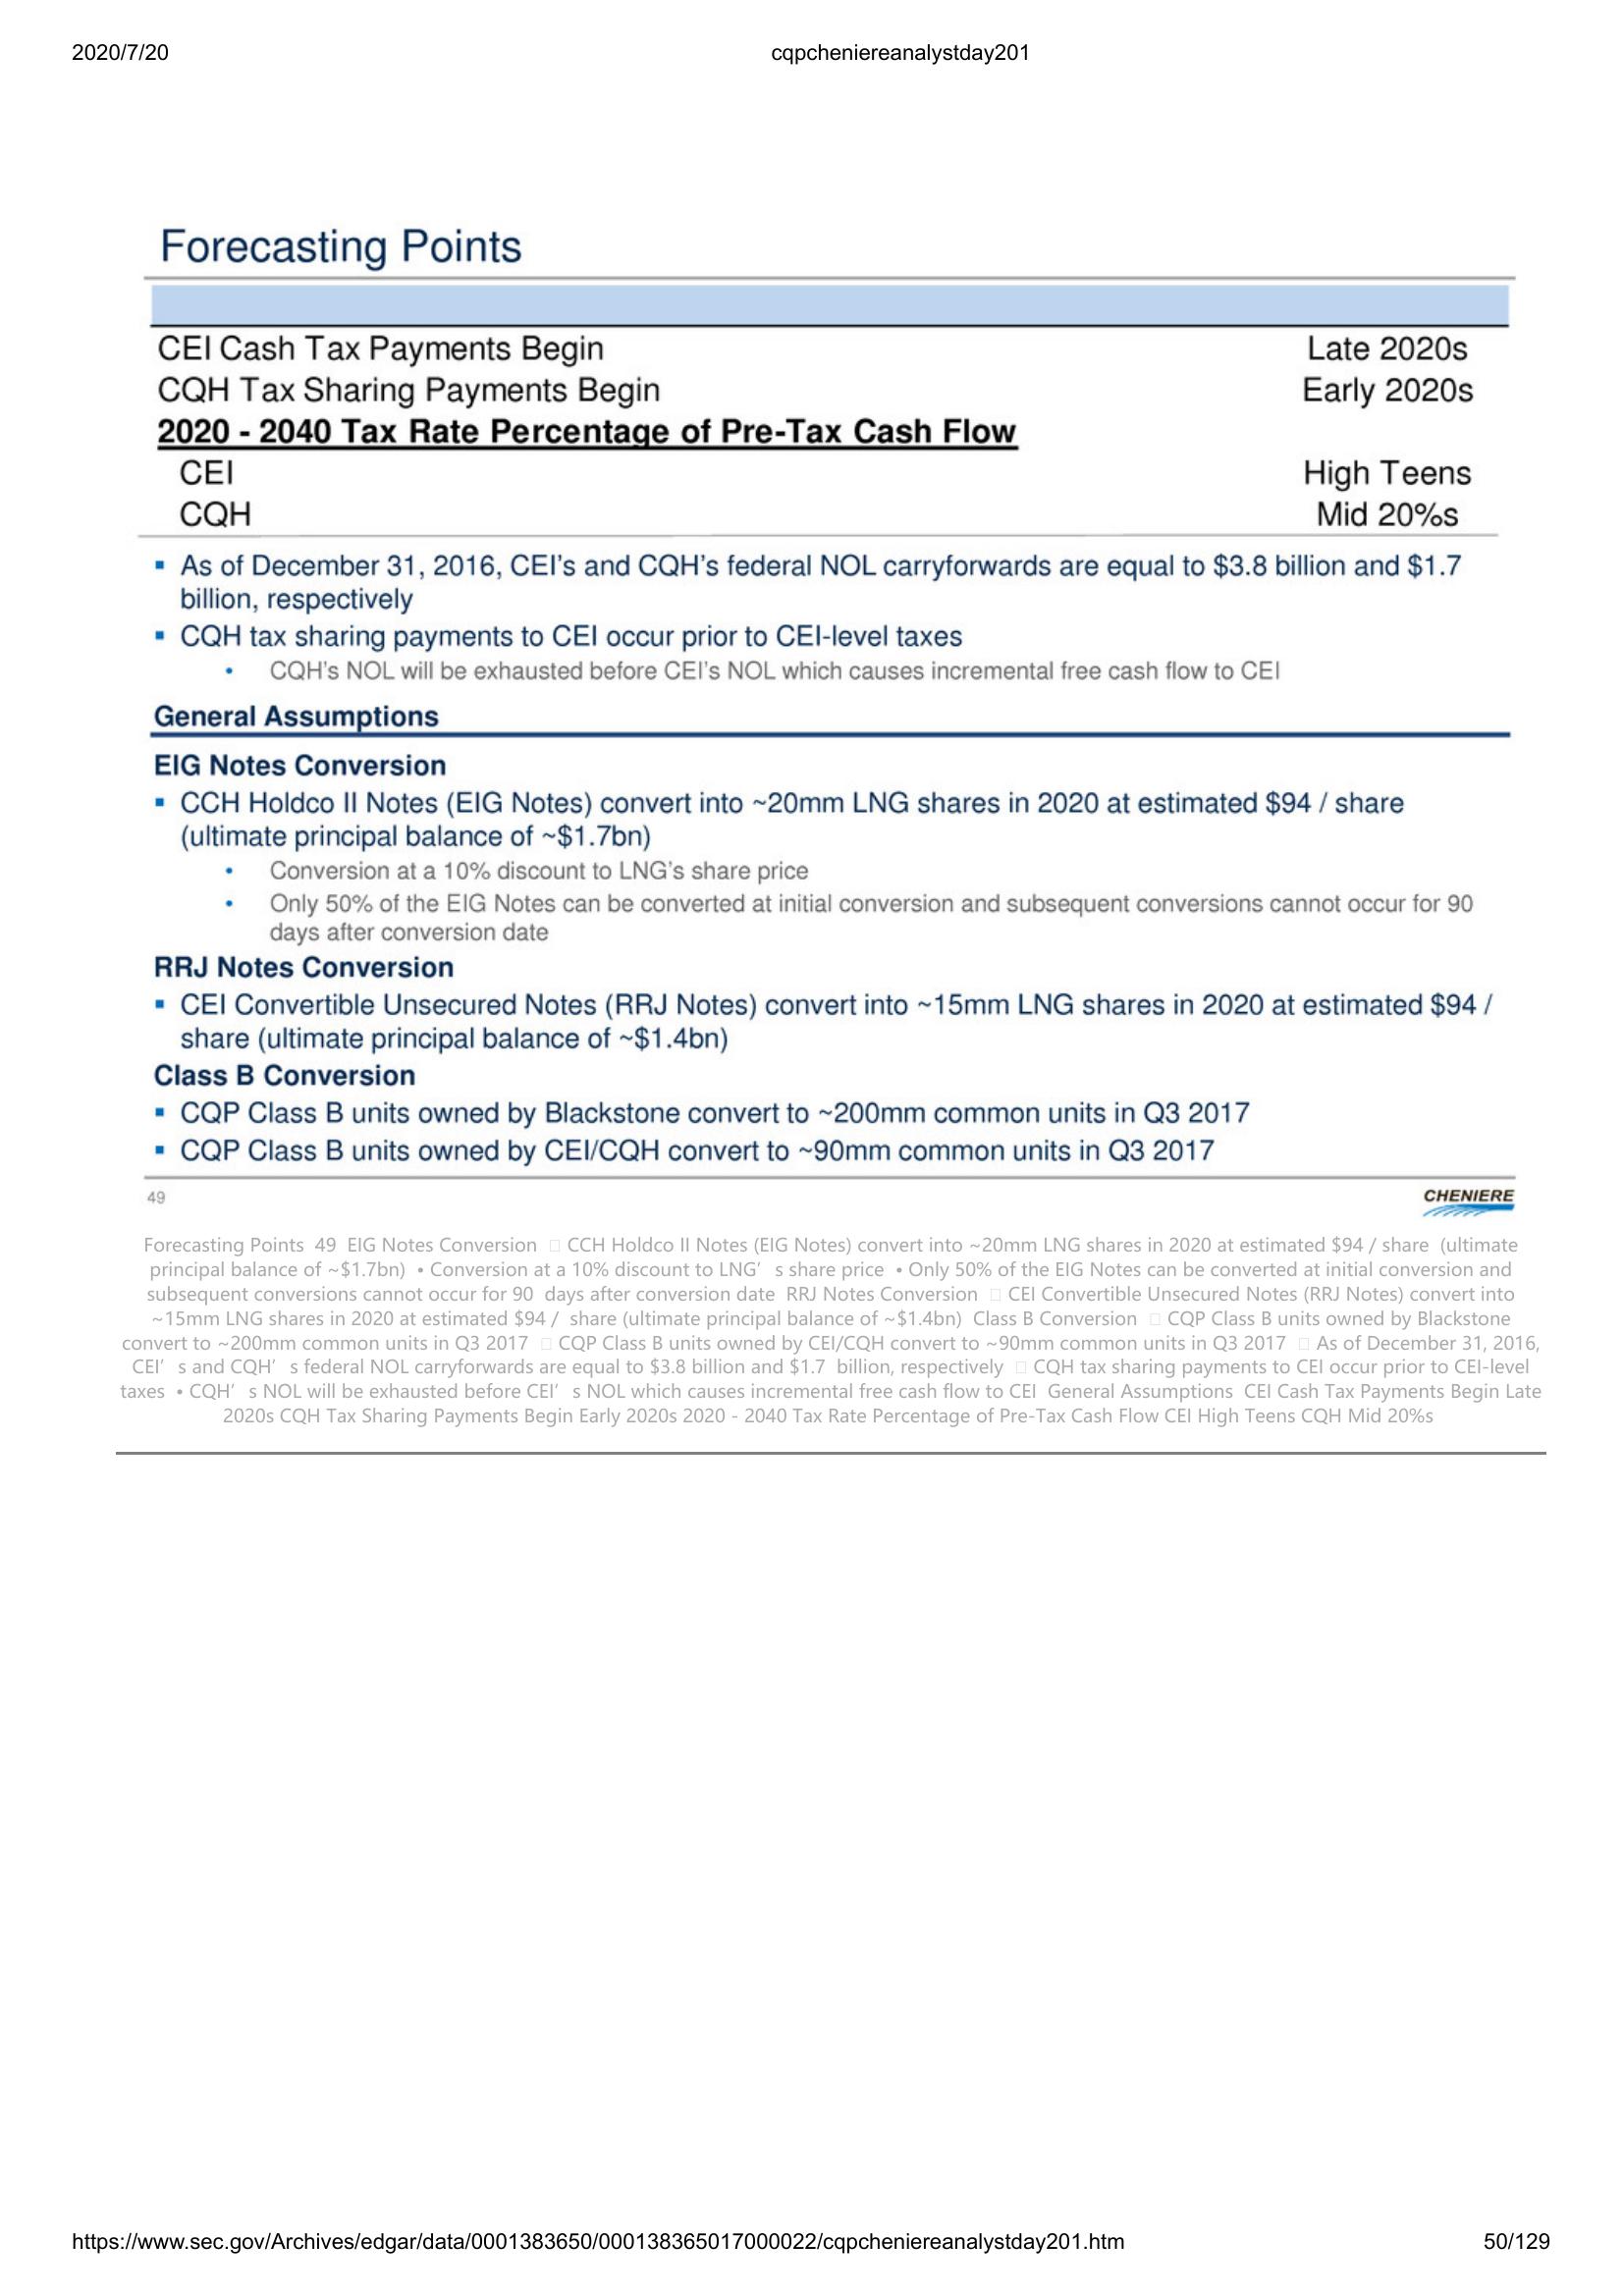 2020/7/20 cqpcheniereanalystday201
Forecasting Points
CEI Cash Tax Payments Begin Late 2020s
CQH Tax Sharing Payments Begin Early 2020s
2020 - 2040 Tax Rate Percentage of Pre-Tax Cash Flow
CEI High Teens
CQH Mid 20%s
▪ As of December 31, 2016, CEI's and CQH's federal NOL carryforwards are equal to $3.8 billion and $1.7
billion, respectively
▪ CQH tax sharing payments to CEI occur prior to CEI-level taxes
• CQH's NOL will be exhausted before CEI's NOL which causes incremental free cash flow to CEI
General Assumptions
EIG Notes Conversion
▪ CCH Holdco II Notes (EIG Notes) convert into ~20mm LNG shares in 2020 at estimated $94 / share
(ultimate principal balance of ~$1.7bn)
• Conversion at a 10% discount to LNG's share price
• Only 50% of the EIG Notes can be converted at initial conversion and subsequent conversions cannot occur for 90
days after conversion date
RRJ Notes Conversion
▪ CEI Convertible Unsecured Notes (RRJ Notes) convert into ~15mm LNG shares in 2020 at estimated $94 /
share (ultimate principal balance of ~$1.4bn)
Class B Conversion
▪ CQP Class B units owned by Blackstone convert to ~200mm common units in Q3 2017
▪ CQP Class B units owned by CEI/CQH convert to ~90mm common units in Q3 2017
49 CHENIERE
Forecasting Points 49 EIG Notes Conversion □ CCH Holdco II Notes (EIG Notes) convert into ~20mm LNG shares in 2020 at estimated $94 / share (ultimate
principal balance of ~$1.7bn) • Conversion at a 10% discount to LNG' s share price • Only 50% of the EIG Notes can be converted at initial conversion and
subsequent conversions cannot occur for 90 days after conversion date RRJ Notes Conversion □ CEI Convertible Unsecured Notes (RRJ Notes) convert into
~15mm LNG shares in 2020 at estimated $94 / share (ultimate principal balance of ~$1.4bn) Class B Conversion □ CQP Class B units owned by Blackstone
convert to ~200mm common units in Q3 2017 □ CQP Class B units owned by CEI/CQH convert to ~90mm common units in Q3 2017 □ As of December 31, 2016,
CEI' s and CQH' s federal NOL carryforwards are equal to $3.8 billion and $1.7 billion, respectively □ CQH tax sharing payments to CEI occur prior to CEI-level
taxes • CQH' s NOL will be exhausted before CEI' s NOL which causes incremental free cash flow to CEI General Assumptions CEI Cash Tax Payments Begin Late
2020s CQH Tax Sharing Payments Begin Early 2020s 2020 - 2040 Tax Rate Percentage of Pre-Tax Cash Flow CEI High Teens CQH Mid 20%s
https://www.sec.gov/Archives/edgar/data/0001383650/000138365017000022/cqpcheniereanalystday201.htm 50/129